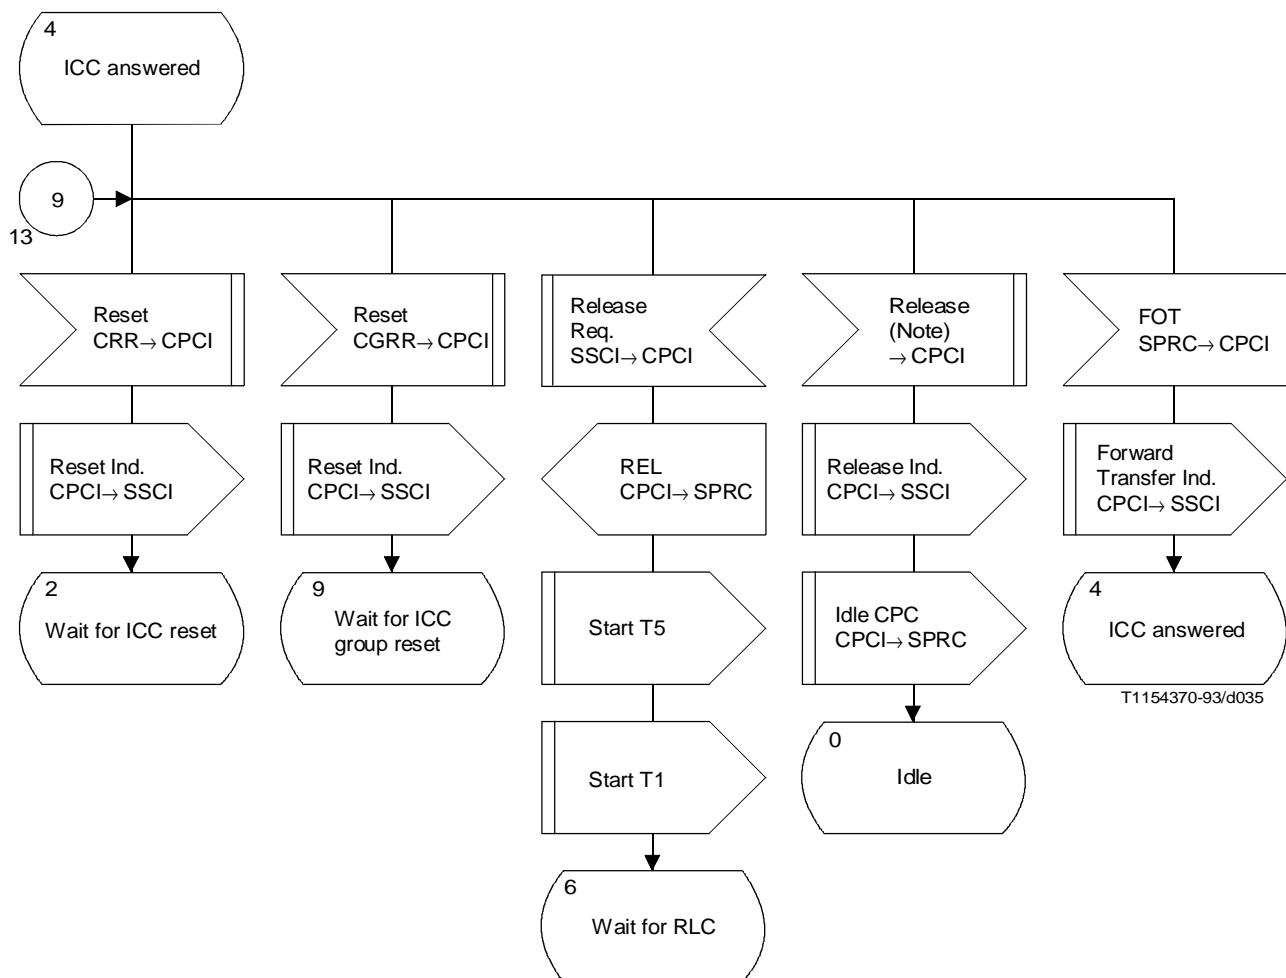 4
ICC answered
9
13
Reset
CRR→ CPCI
Reset
CGRR→ CPCI
Release
Req.
SSCI→ CPCI
Release
(Note)
→ CPCI
FOT
SPRC→ CPCI
Reset Ind.
CPCI→ SSCI
Reset Ind.
CPCI→ SSCI
REL
CPCI→ SPRC
Release Ind.
CPCI→ SSCI
Forward
Transfer Ind.
CPCI→ SSCI
2
Wait for ICC reset
9
Wait for ICC
group reset
Start T5
Idle CPC
CPCI→ SPRC
4
ICC answered
T1154370-93/d035
Start T1
0
Idle
6
Wait for RLC